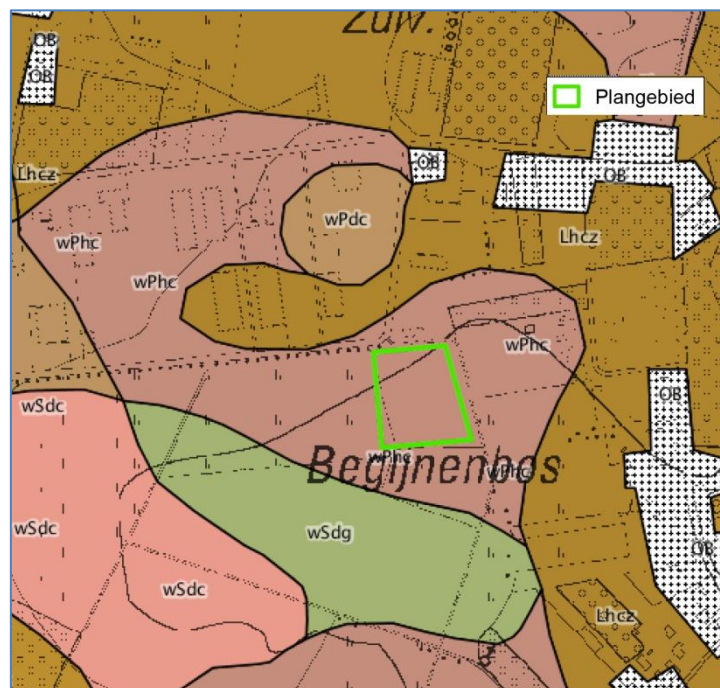 Zuiv.
OB
OB
Plangebied
OB
OB
Lhcz
wPdc
wPhc
Lhcz
wPhc
wPhc
OB
wSdc
wPhc
Begijnenbos
wPhc
wSdc
wSdg
OB
wSdc
Lhcz